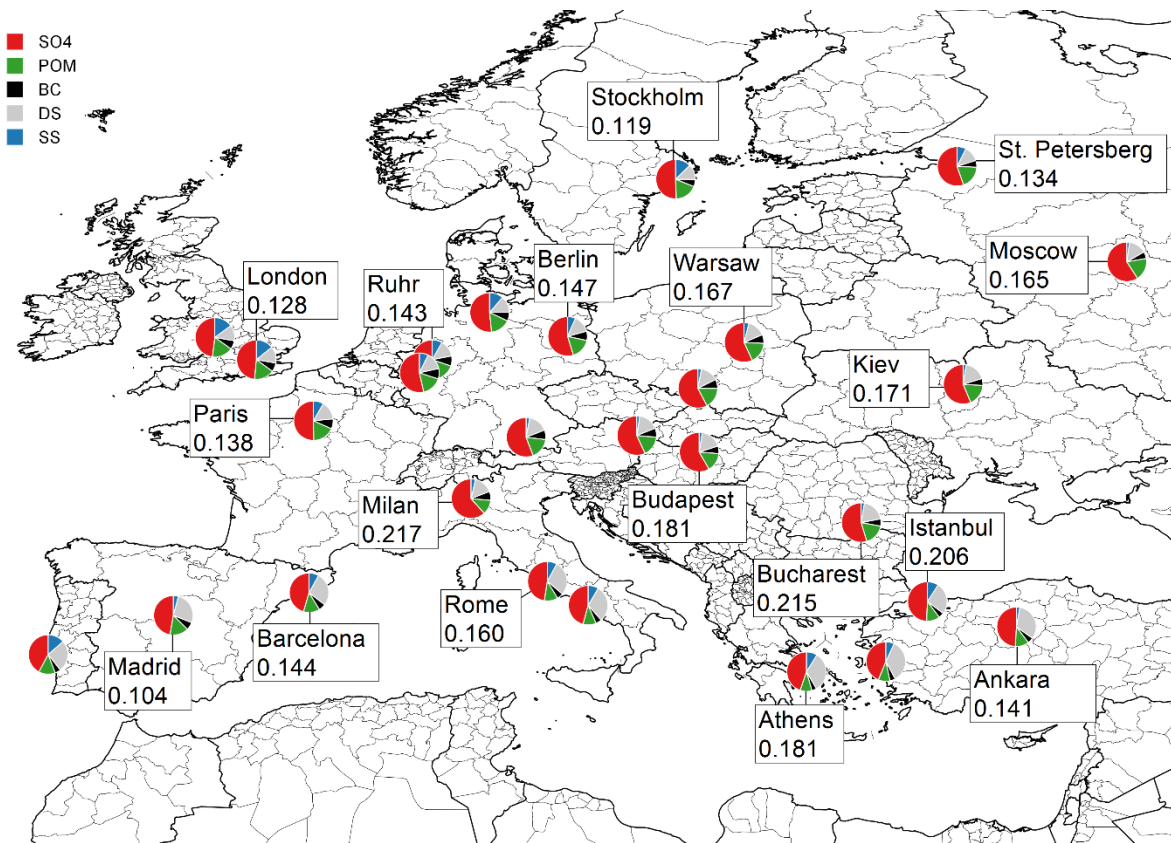 SO4
POM
BC
DS
SS
Stockholm
0.119
St. Petersberg
0.134
Moscow
0.165
London
0.128
Ruhr
0.143
Berlin
0.147
Warsaw
0.167
Kiev
0.171
Paris
0.138
Milan
0.217
Budapest
0.181
Istanbul
0.206
Bucharest
0.215
Rome
0.160
Barcelona
0.144
Madrid
0.104
Ankara
0.141
Athens
0.181